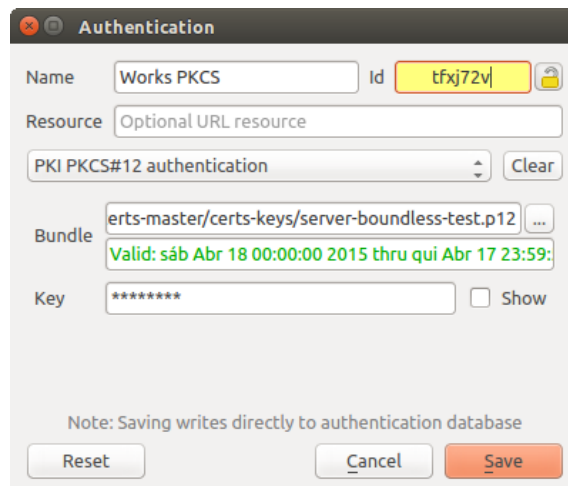 Authentication
Name Works PKCS Id tfxj72v
Resource Optional URL resource
PKI PKCS#12 authentication Clear
Bundle erts-master/certs-keys/server-boundless-test.p12 ...
Valid: sáb Abr 18 00:00:00 2015 thru qui Abr 17 23:59:
Key ******** Show
Note: Saving writes directly to authentication database
Reset Cancel Save